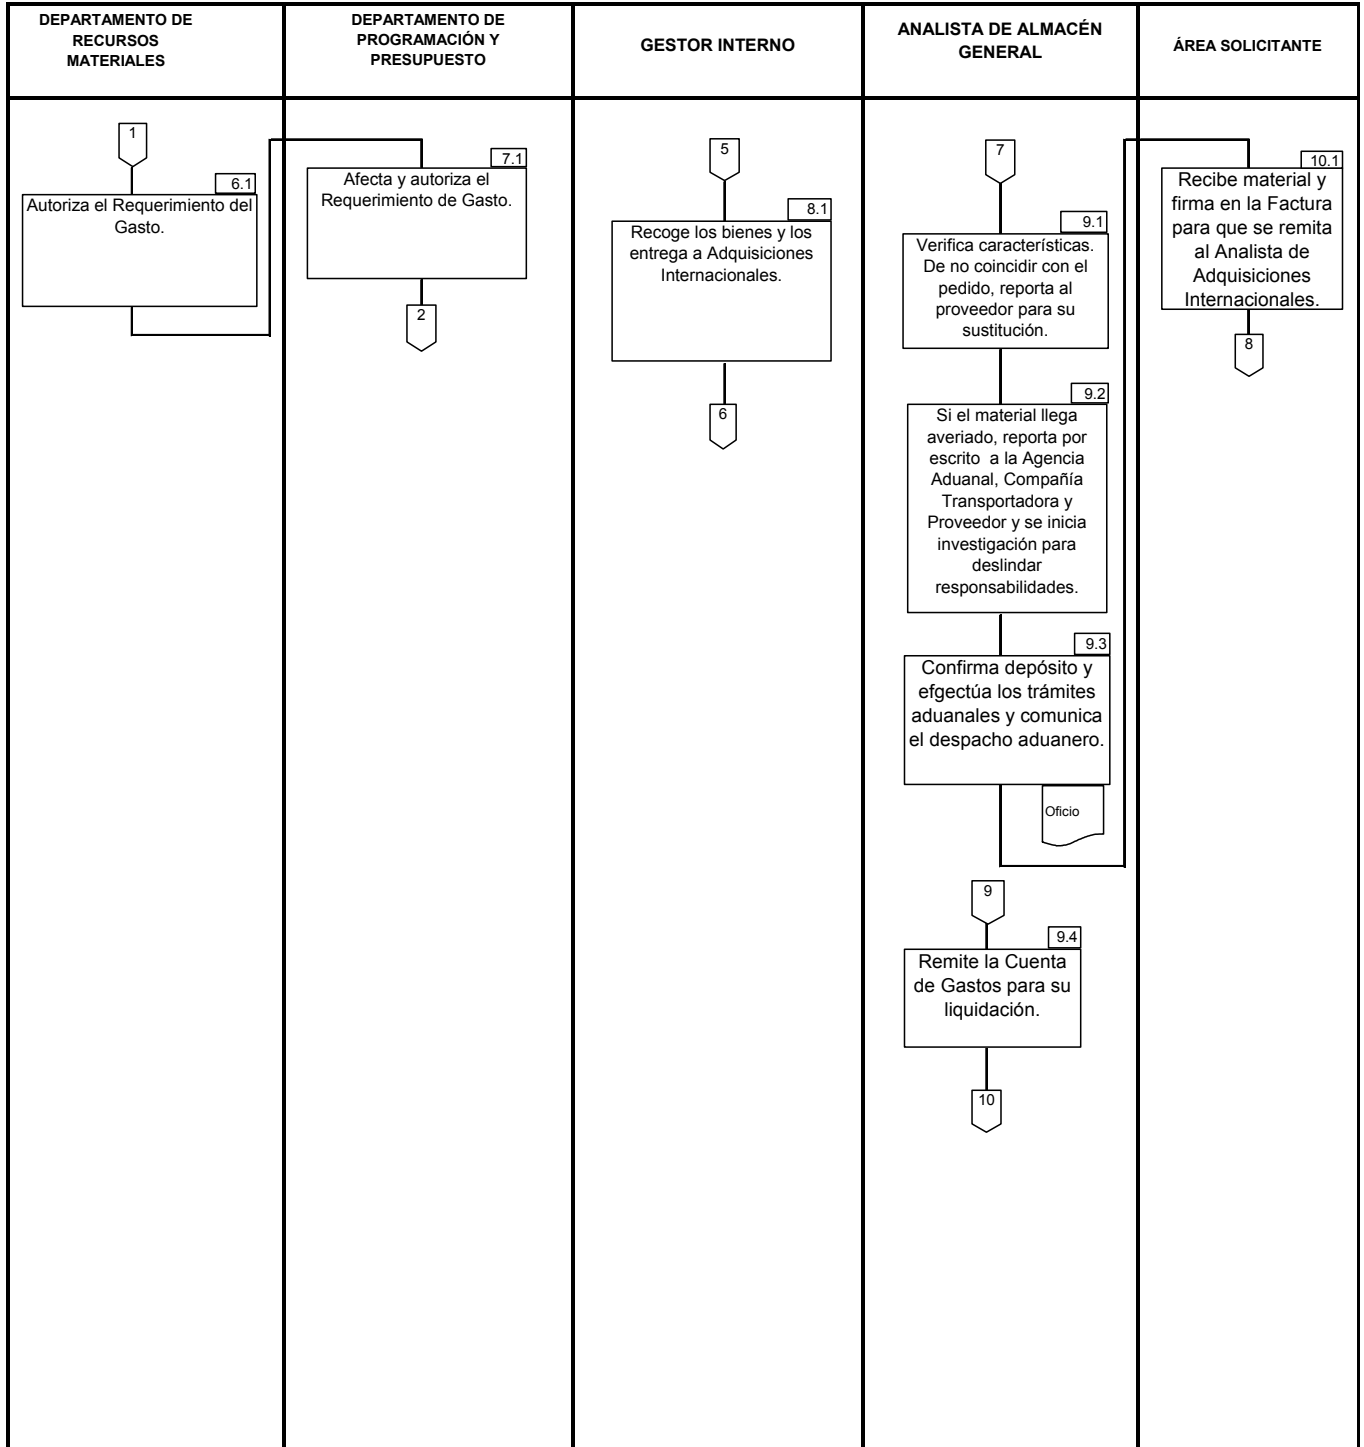 DEPARTAMENTO DE
RECURSOS
MATERIALES
DEPARTAMENTO DE
PROGRAMACIÓN Y
PRESUPUESTO
GESTOR INTERNO
ANALISTA DE ALMACÉN
GENERAL
ÁREA SOLICITANTE
1
6.1
Autoriza el Requerimiento del
Gasto.
7.1
Afecta y autoriza el
Requerimiento de Gasto.
2
5
8.1
Recoge los bienes y los
entrega a Adquisiciones
Internacionales.
6
7
9.1
Verifica características.
De no coincidir con el
pedido, reporta al
proveedor para su
sustitución.
9.2
Si el material llega
averiado, reporta por
escrito a la Agencia
Aduanal, Compañía
Transportadora y
Proveedor y se inicia
investigación para
deslindar
responsabilidades.
9.3
Confirma depósito y
efgectúa los trámites
aduanales y comunica
el despacho aduanero.
Oficio
9
9.4
Remite la Cuenta
de Gastos para su
liquidación.
10
10.1
Recibe material y
firma en la Factura
para que se remita
al Analista de
Adquisiciones
Internacionales.
8